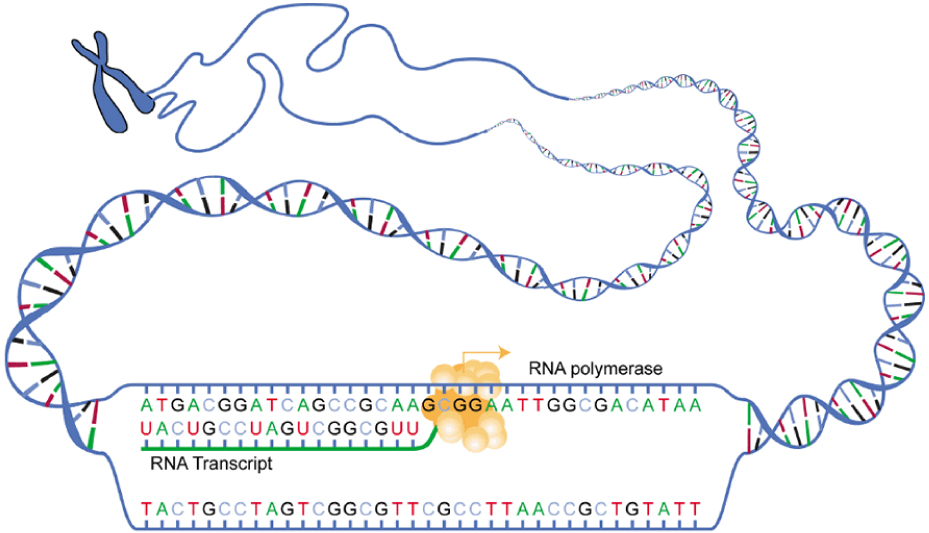 RNA polymerase
ATGACGGATCAGCCGCAAGCGGAATTGGCGACATAA
UACUGCCUAGUCGGCGUU
RNA Transcript
TACTGCCTAGTCGGCGTTCGCCTTAACCGCTGTATT